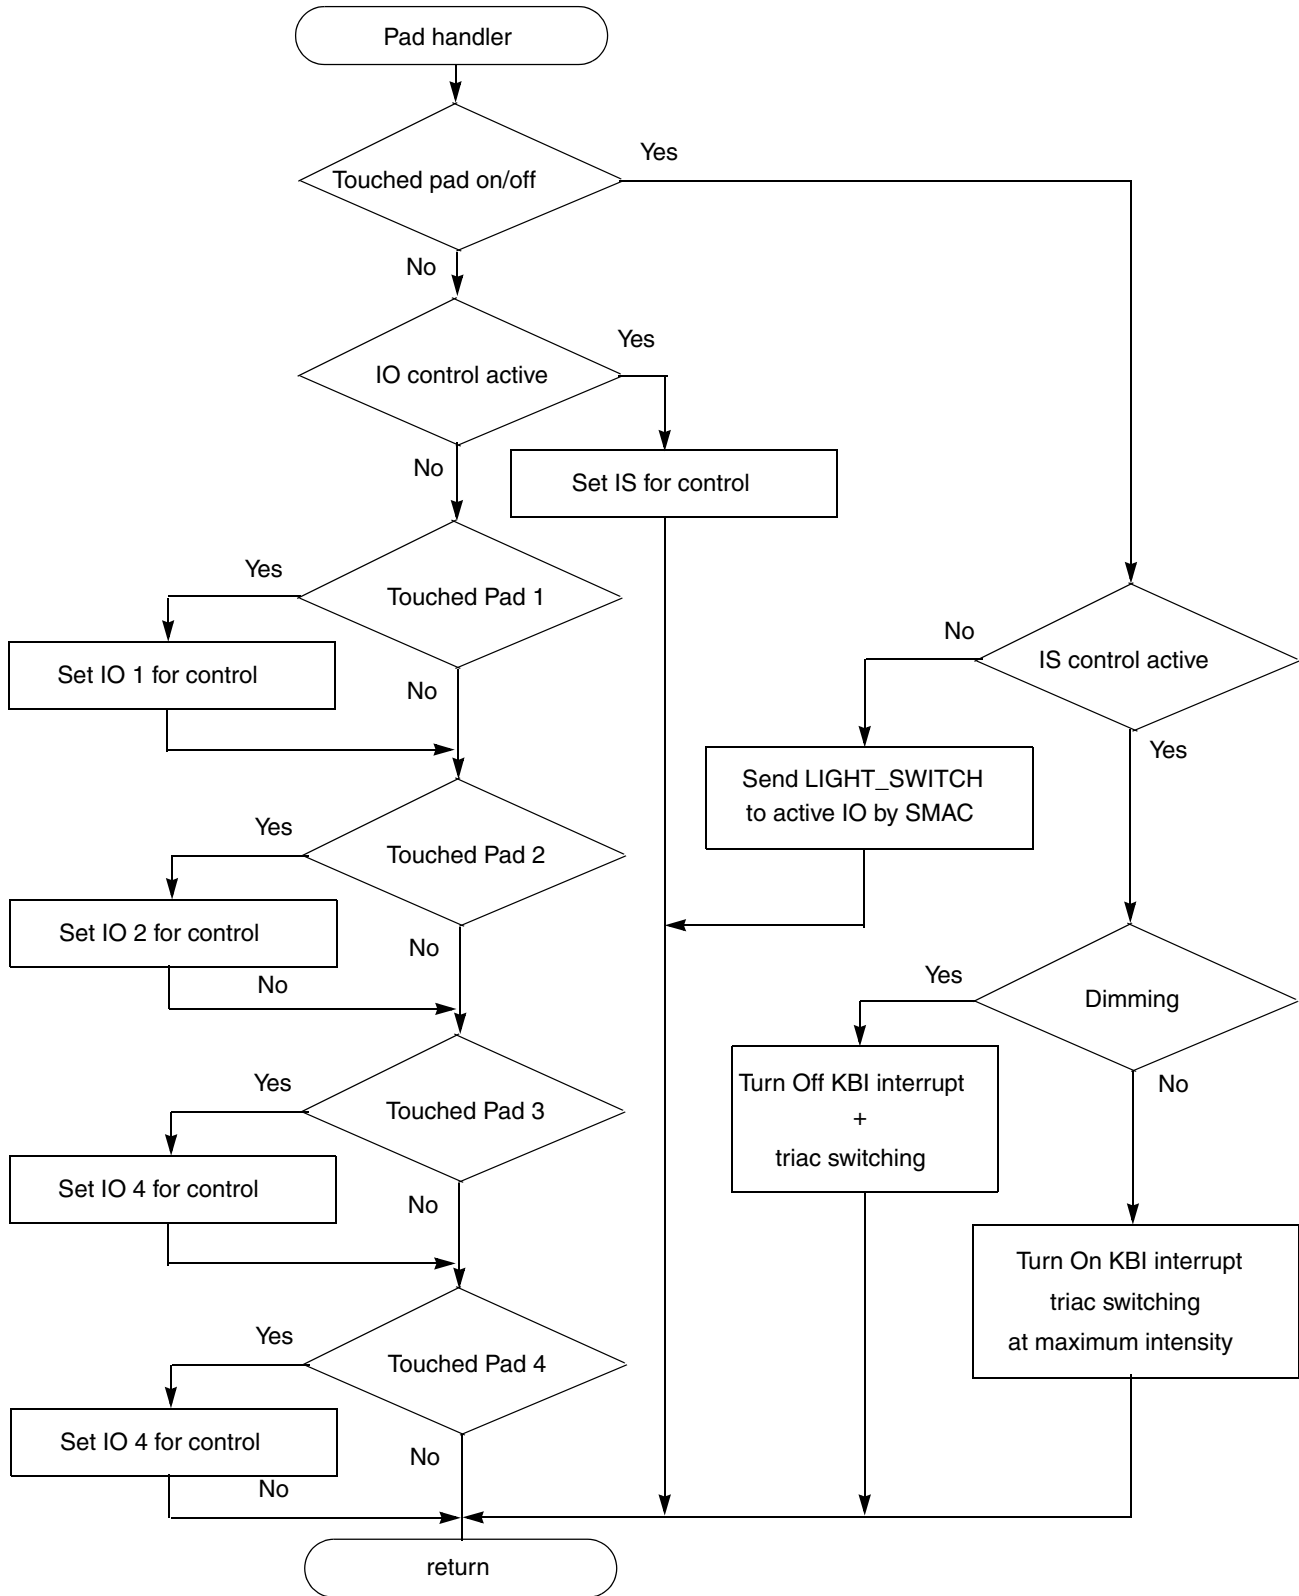 Pad handler
Yes
Touched pad on/off
No
Yes
IO control active
No
Set IS for control
Yes
Touched Pad 1
No
IS control active
Set IO 1 for control
No
Yes
Send LIGHT_SWITCH
to active IO by SMAC
Yes
Touched Pad 2
Set IO 2 for control
No
No
Yes
Dimming
Yes
Turn Off KBI interrupt
+
triac switching
No
Touched Pad 3
Set IO 4 for control
No
Turn On KBI interrupt
triac switching
at maximum intensity
Yes
Touched Pad 4
Set IO 4 for control
No
No
return